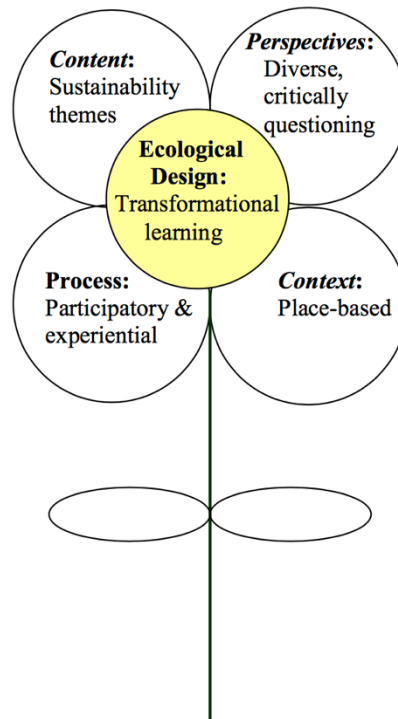 Content:
Sustainability
themes
Perspectives:
Diverse,
critically
questioning
Ecological
Design:
Transformational
learning
Process:
Participatory &
experiential
Context:
Place-based